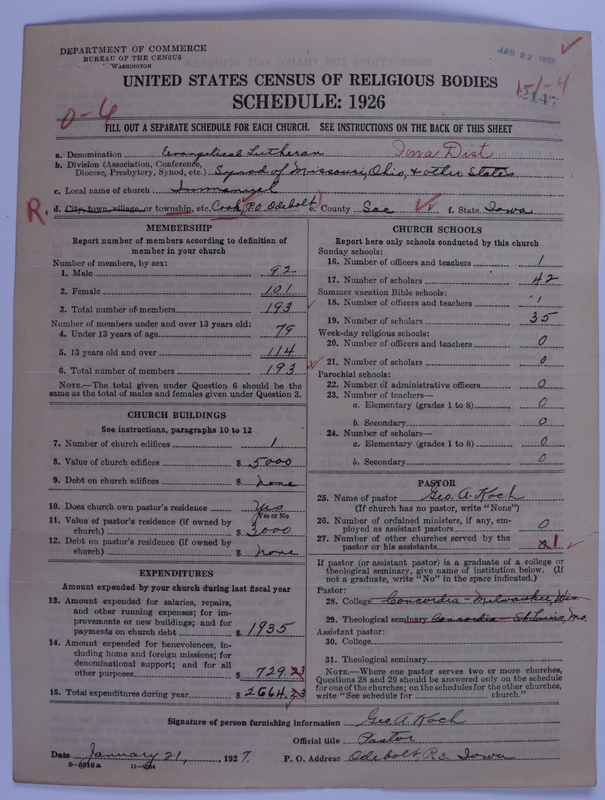 DEPARTMENT OF COMMERCE
BUREAU OF THE CENSUS
WASHINGTON
JAN 22 1927
UNITED STATES CENSUS OF RELIGIOUS BODIES
151-4
SCHEDULE: 1926
2147
0-6
FILL OUT A SEPARATE SCHEDULE FOR EACH CHURCH. SEE INSTRUCTIONS ON THE BACK OF THIS SHEET
a. Denomination Evangelical Lutheran Iowa Dist
b. Division (Association, Conference, Diocese, Presbytery, Synod, etc.) Synod of Missouri, Ohio, & other States
c. Local name of church Immanuel
R. d. City, town, village, or township, etc. Cook, P.O. Odebolt e. County Sac f. State Iowa
MEMBERSHIP
Report number of members according to definition of member in your church
Number of members, by sex:
1. Male 92
2. Female 101
3. Total number of members 193
Number of members under and over 13 years old:
4. Under 13 years of age 79
5. 13 years old and over 114
6. Total number of members 193
NOTE.—The total given under Question 6 should be the same as the total of males and females given under Question 3.
CHURCH BUILDINGS
See instructions, paragraphs 10 to 12
7. Number of church edifices 1
8. Value of church edifices $ 5000
9. Debt on church edifices $ none
10. Does church own pastor's residence Yes
Yes or No
11. Value of pastor's residence (if owned by church) $ 3000
12. Debt on pastor's residence (if owned by church) $ none
EXPENDITURES
Amount expended by your church during last fiscal year
13. Amount expended for salaries, repairs, and other running expenses; for improvements or new buildings; and for payments on church debt $ 1935
14. Amount expended for benevolences, including home and foreign missions; for denominational support; and for all other purposes $ 729.23
15. Total expenditures during year $ 2664.23
CHURCH SCHOOLS
Report here only schools conducted by this church
Sunday schools:
16. Number of officers and teachers 1
17. Number of scholars 42
Summer vacation Bible schools:
18. Number of officers and teachers 1
19. Number of scholars 35
Week-day religious schools:
20. Number of officers and teachers 0
21. Number of scholars 0
Parochial schools:
22. Number of administrative officers 0
23. Number of teachers—
a. Elementary (grades 1 to 8) 0
b. Secondary 0
24. Number of scholars—
a. Elementary (grades 1 to 8) 0
b. Secondary 0
PASTOR
25. Name of pastor Geo. A. Koch
(If church has no pastor, write "None")
26. Number of ordained ministers, if any, employed as assistant pastors 0
27. Number of other churches served by the pastor or his assistants 1
If pastor (or assistant pastor) is a graduate of a college or theological seminary, give name of institution below. (If not a graduate, write "No" in the space indicated.)
Pastor:
28. College Concordia - Milwaukee, Wis
29. Theological seminary Concordia - St. Louis, Mo.
Assistant pastor:
30. College
31. Theological seminary
NOTE.—Where one pastor serves two or more churches, Questions 28 and 29 should be answered only on the schedule for one of the churches; on the schedules for the other churches, write "See schedule for church."
Signature of person furnishing information Geo. A. Koch
Official title Pastor
Date January 21, 1927. P. O. Address Odebolt, R3, Iowa